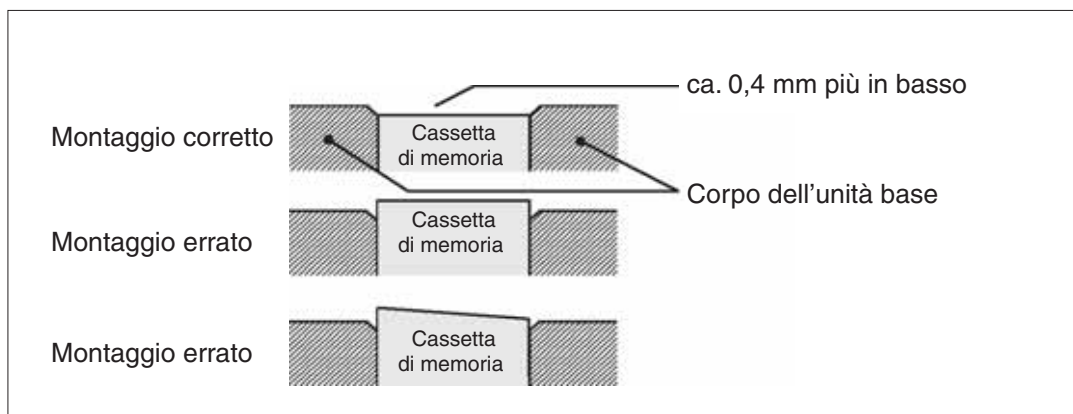 ca. 0,4 mm più in basso
Montaggio corretto
Cassetta
di memoria
Corpo dell'unità base
Montaggio errato
Cassetta
di memoria
Montaggio errato
Cassetta
di memoria